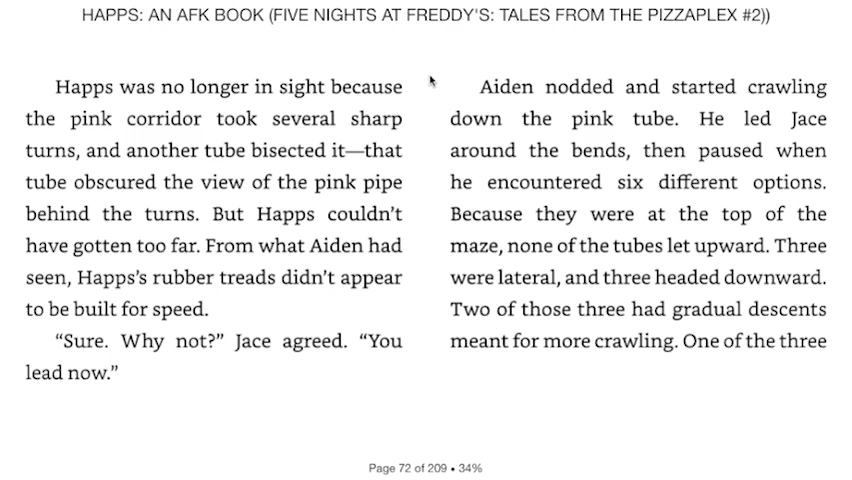 HAPPS: AN AFK BOOK (FIVE NIGHTS AT FREDDY'S: TALES FROM THE PIZZAPLEX #2))
Happs was no longer in sight because
the pink corridor took several sharp
turns, and another tube bisected it—that
tube obscured the view of the pink pipe
behind the turns. But Happs couldn't
have gotten too far. From what Aiden had
seen, Happs's rubber treads didn't appear
to be built for speed.
"Sure. Why not?" Jace agreed. "You
lead now."
Aiden nodded and started crawling
down the pink tube. He led Jace
around the bends, then paused when
he encountered six different options.
Because they were at the top of the
maze, none of the tubes let upward. Three
were lateral, and three headed downward.
Two of those three had gradual descents
meant for more crawling. One of the three
Page 72 of 209 • 34%